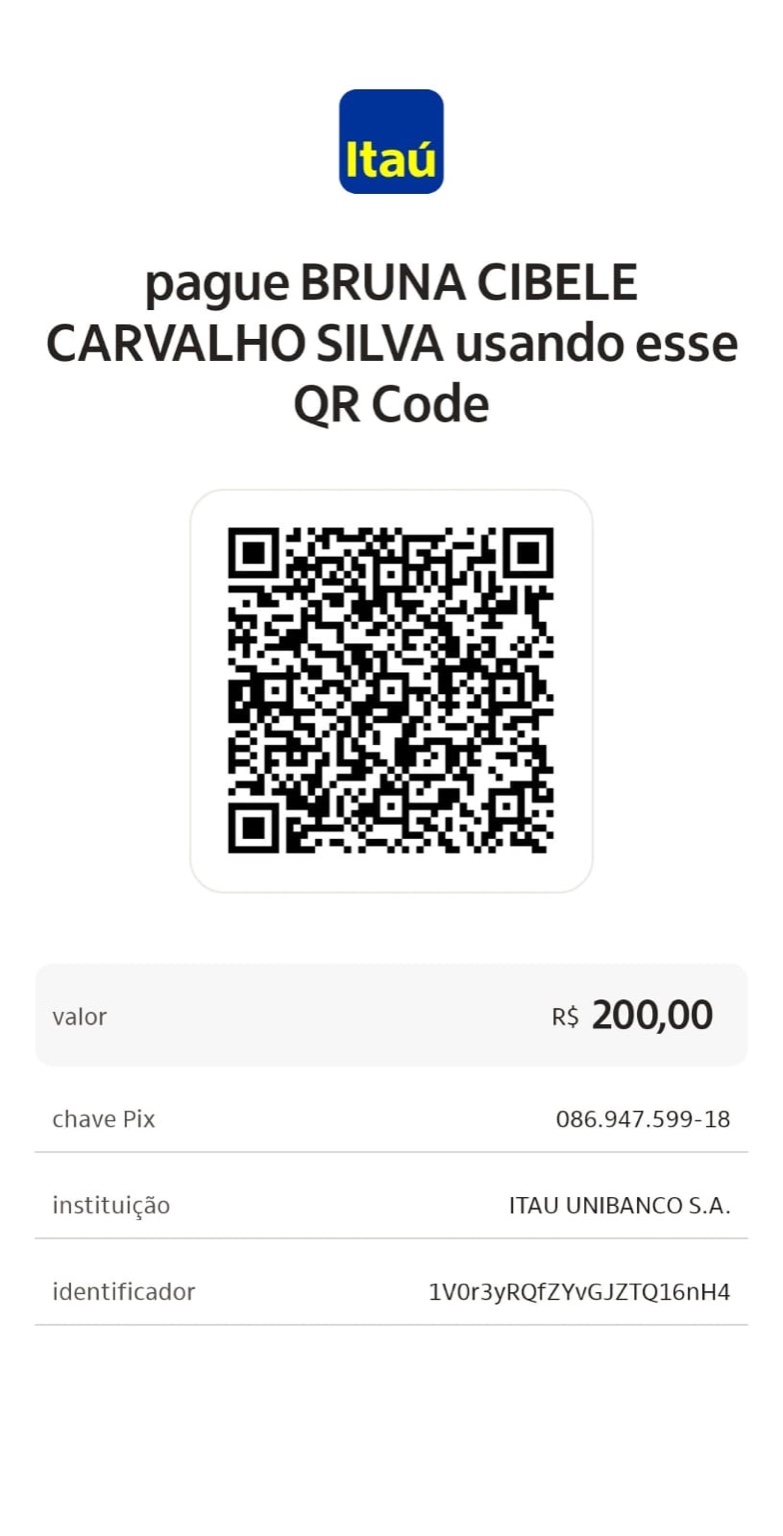 Itaú
pague BRUNA CIBELE
CARVALHO SILVA usando esse
QR Code
valor R$ 200,00
chave Pix 086.947.599-18
instituição ITAU UNIBANCO S.A.
identificador 1V0r3yRQfZYvGJZTQ16nH4